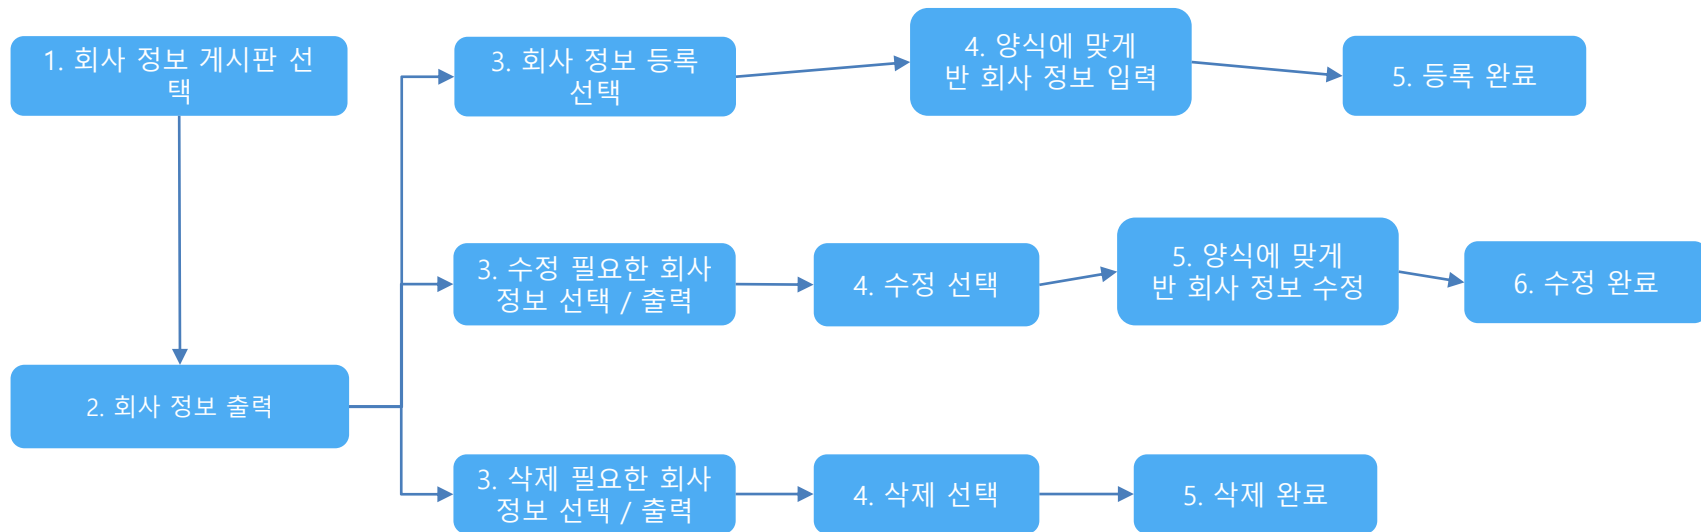 1. 회사 정보 게시판 선
택
3. 회사 정보 등록
선택
4. 양식에 맞게
반 회사 정보 입력
5. 등록 완료
3. 수정 필요한 회사
정보 선택 / 출력
4. 수정 선택
5. 양식에 맞게
반 회사 정보 수정
6. 수정 완료
2. 회사 정보 출력
3. 삭제 필요한 회사
정보 선택 / 출력
4. 삭제 선택
5. 삭제 완료